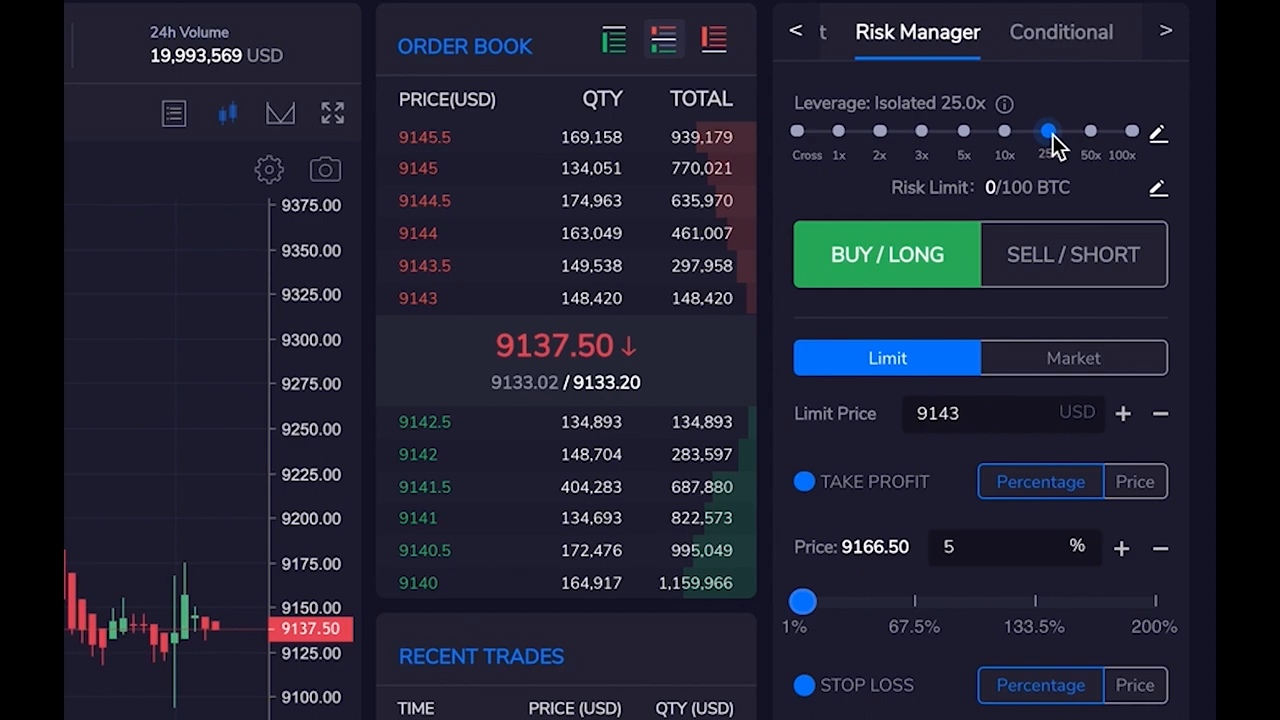 24h Volume
19,993,569 USD
9375.00
9350.00
9325.00
9300.00
9275.00
9250.00
9225.00
9200.00
9175.00
9150.00
9137.50
9125.00
9100.00
ORDER BOOK
PRICE(USD) QTY TOTAL
9145.5 169,158 939,179
9145 134,051 770,021
9144.5 174,963 635,970
9144 163,049 461,007
9143.5 149,538 297,958
9143 148,420 148,420
9137.50 ↓
9133.02 / 9133.20
9142.5 134,893 134,893
9142 148,704 283,597
9141.5 404,283 687,880
9141 134,693 822,573
9140.5 172,476 995,049
9140 164,917 1,159,966
RECENT TRADES
TIME PRICE (USD) QTY (USD)
< t Risk Manager Conditional >
Leverage: Isolated 25.0x
Cross 1x 2x 3x 5x 10x 25 50x 100x
Risk Limit: 0/100 BTC
BUY / LONG SELL / SHORT
Limit Market
Limit Price 9143 USD + −
TAKE PROFIT Percentage Price
Price: 9166.50 5 % + −
1% 67.5% 133.5% 200%
STOP LOSS Percentage Price